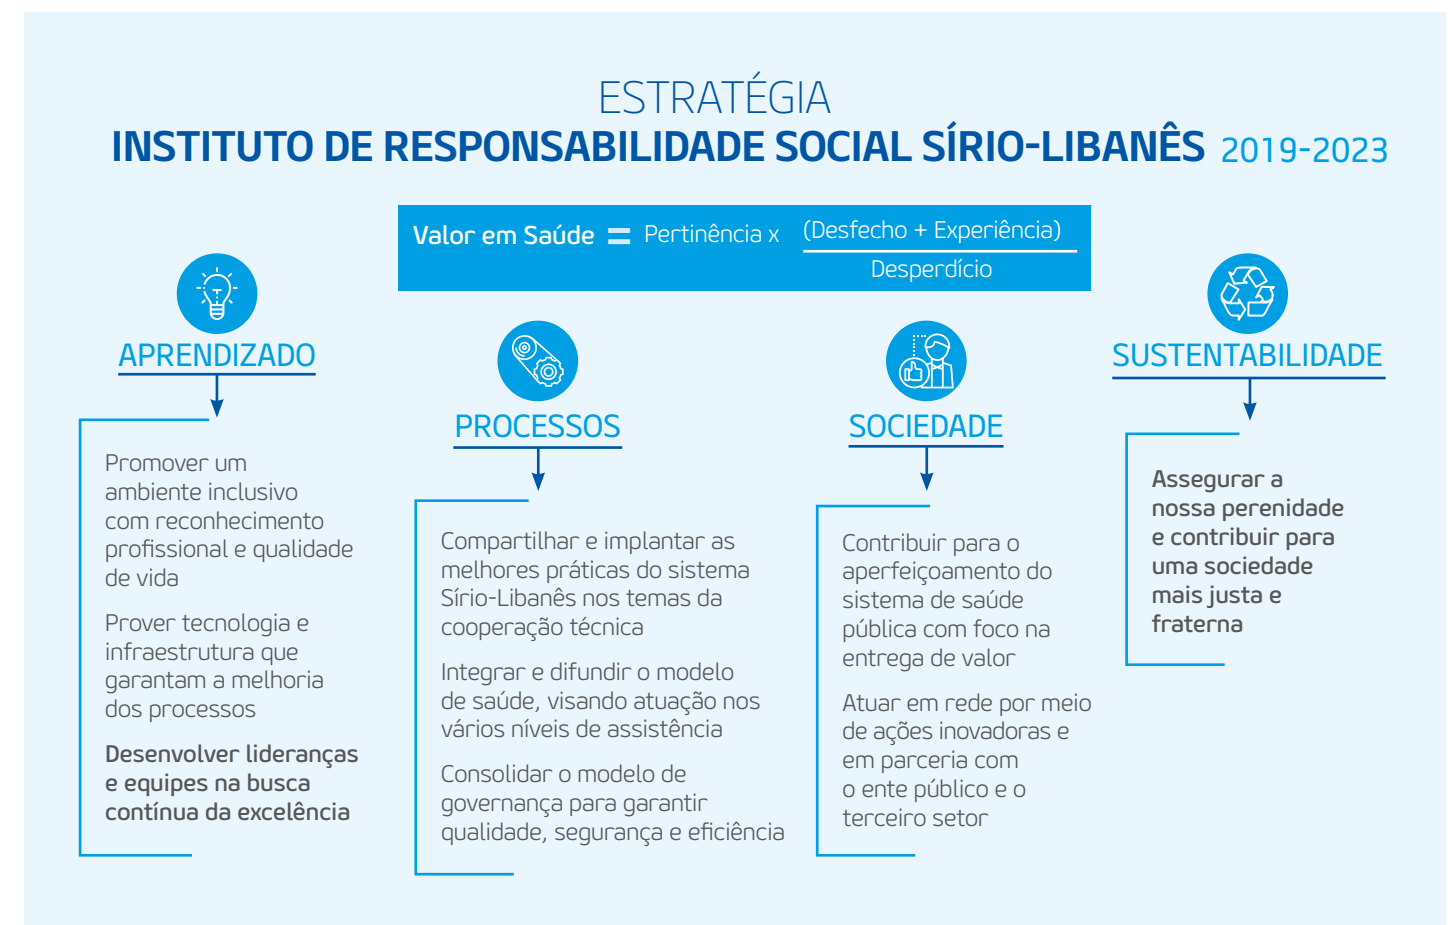 ESTRATÉGIA
INSTITUTO DE RESPONSABILIDADE SOCIAL SÍRIO-LIBANÊS 2019-2023
Valor em Saúde = Pertinência x (Desfecho + Experiência)
Desperdício
APRENDIZADO
Promover um
ambiente inclusivo
com reconhecimento
profissional e qualidade
de vida
Prover tecnologia e
infraestrutura que
garantam a melhoria
dos processos
Desenvolver lideranças
e equipes na busca
contínua da excelência
PROCESSOS
Compartilhar e implantar as
melhores práticas do sistema
Sírio-Libanês nos temas da
cooperação técnica
Integrar e difundir o modelo
de saúde, visando atuação nos
vários níveis de assistência
Consolidar o modelo de
governança para garantir
qualidade, segurança e eficiência
SOCIEDADE
Contribuir para o
aperfeiçoamento do
sistema de saúde
pública com foco na
entrega de valor
Atuar em rede por meio
de ações inovadoras e
em parceria com
o ente público e o
terceiro setor
SUSTENTABILIDADE
Assegurar a
nossa perenidade
e contribuir para
uma sociedade
mais justa e
fraterna